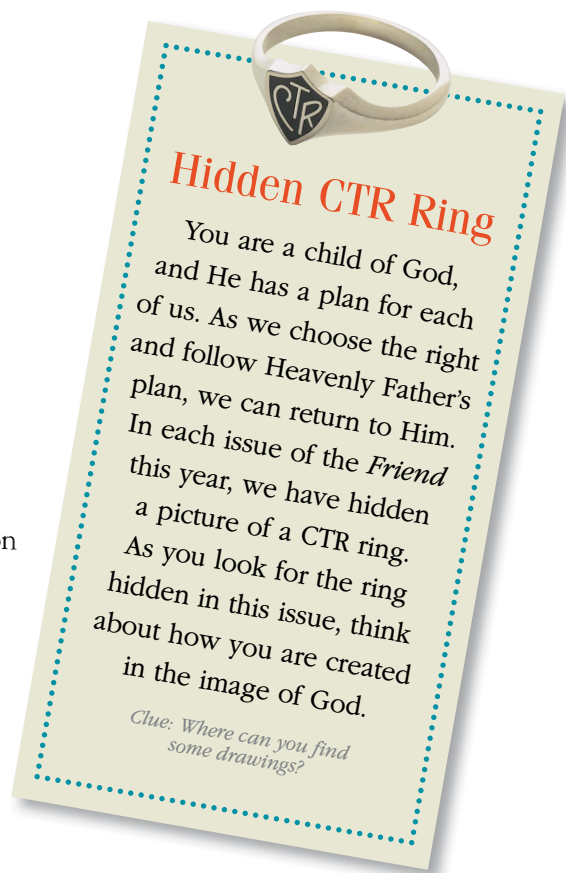 CTR
Hidden CTR Ring
You are a child of God,
and He has a plan for each
of us. As we choose the right
and follow Heavenly Father’s
plan, we can return to Him.
In each issue of the Friend
this year, we have hidden
a picture of a CTR ring.
As you look for the ring
hidden in this issue, think
about how you are created
in the image of God.
Clue: Where can you find
some drawings?
on